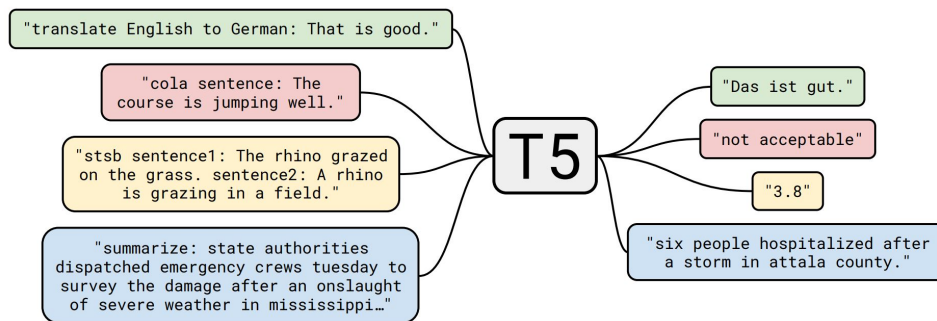 "translate English to German: That is good."
"cola sentence: The
course is jumping well."
"stsb sentence1: The rhino grazed
on the grass. sentence2: A rhino
is grazing in a field."
"summarize: state authorities
dispatched emergency crews tuesday to
survey the damage after an onslaught
of severe weather in mississippi…"
T5
"Das ist gut."
"not acceptable"
"3.8"
"six people hospitalized after
a storm in attala county."